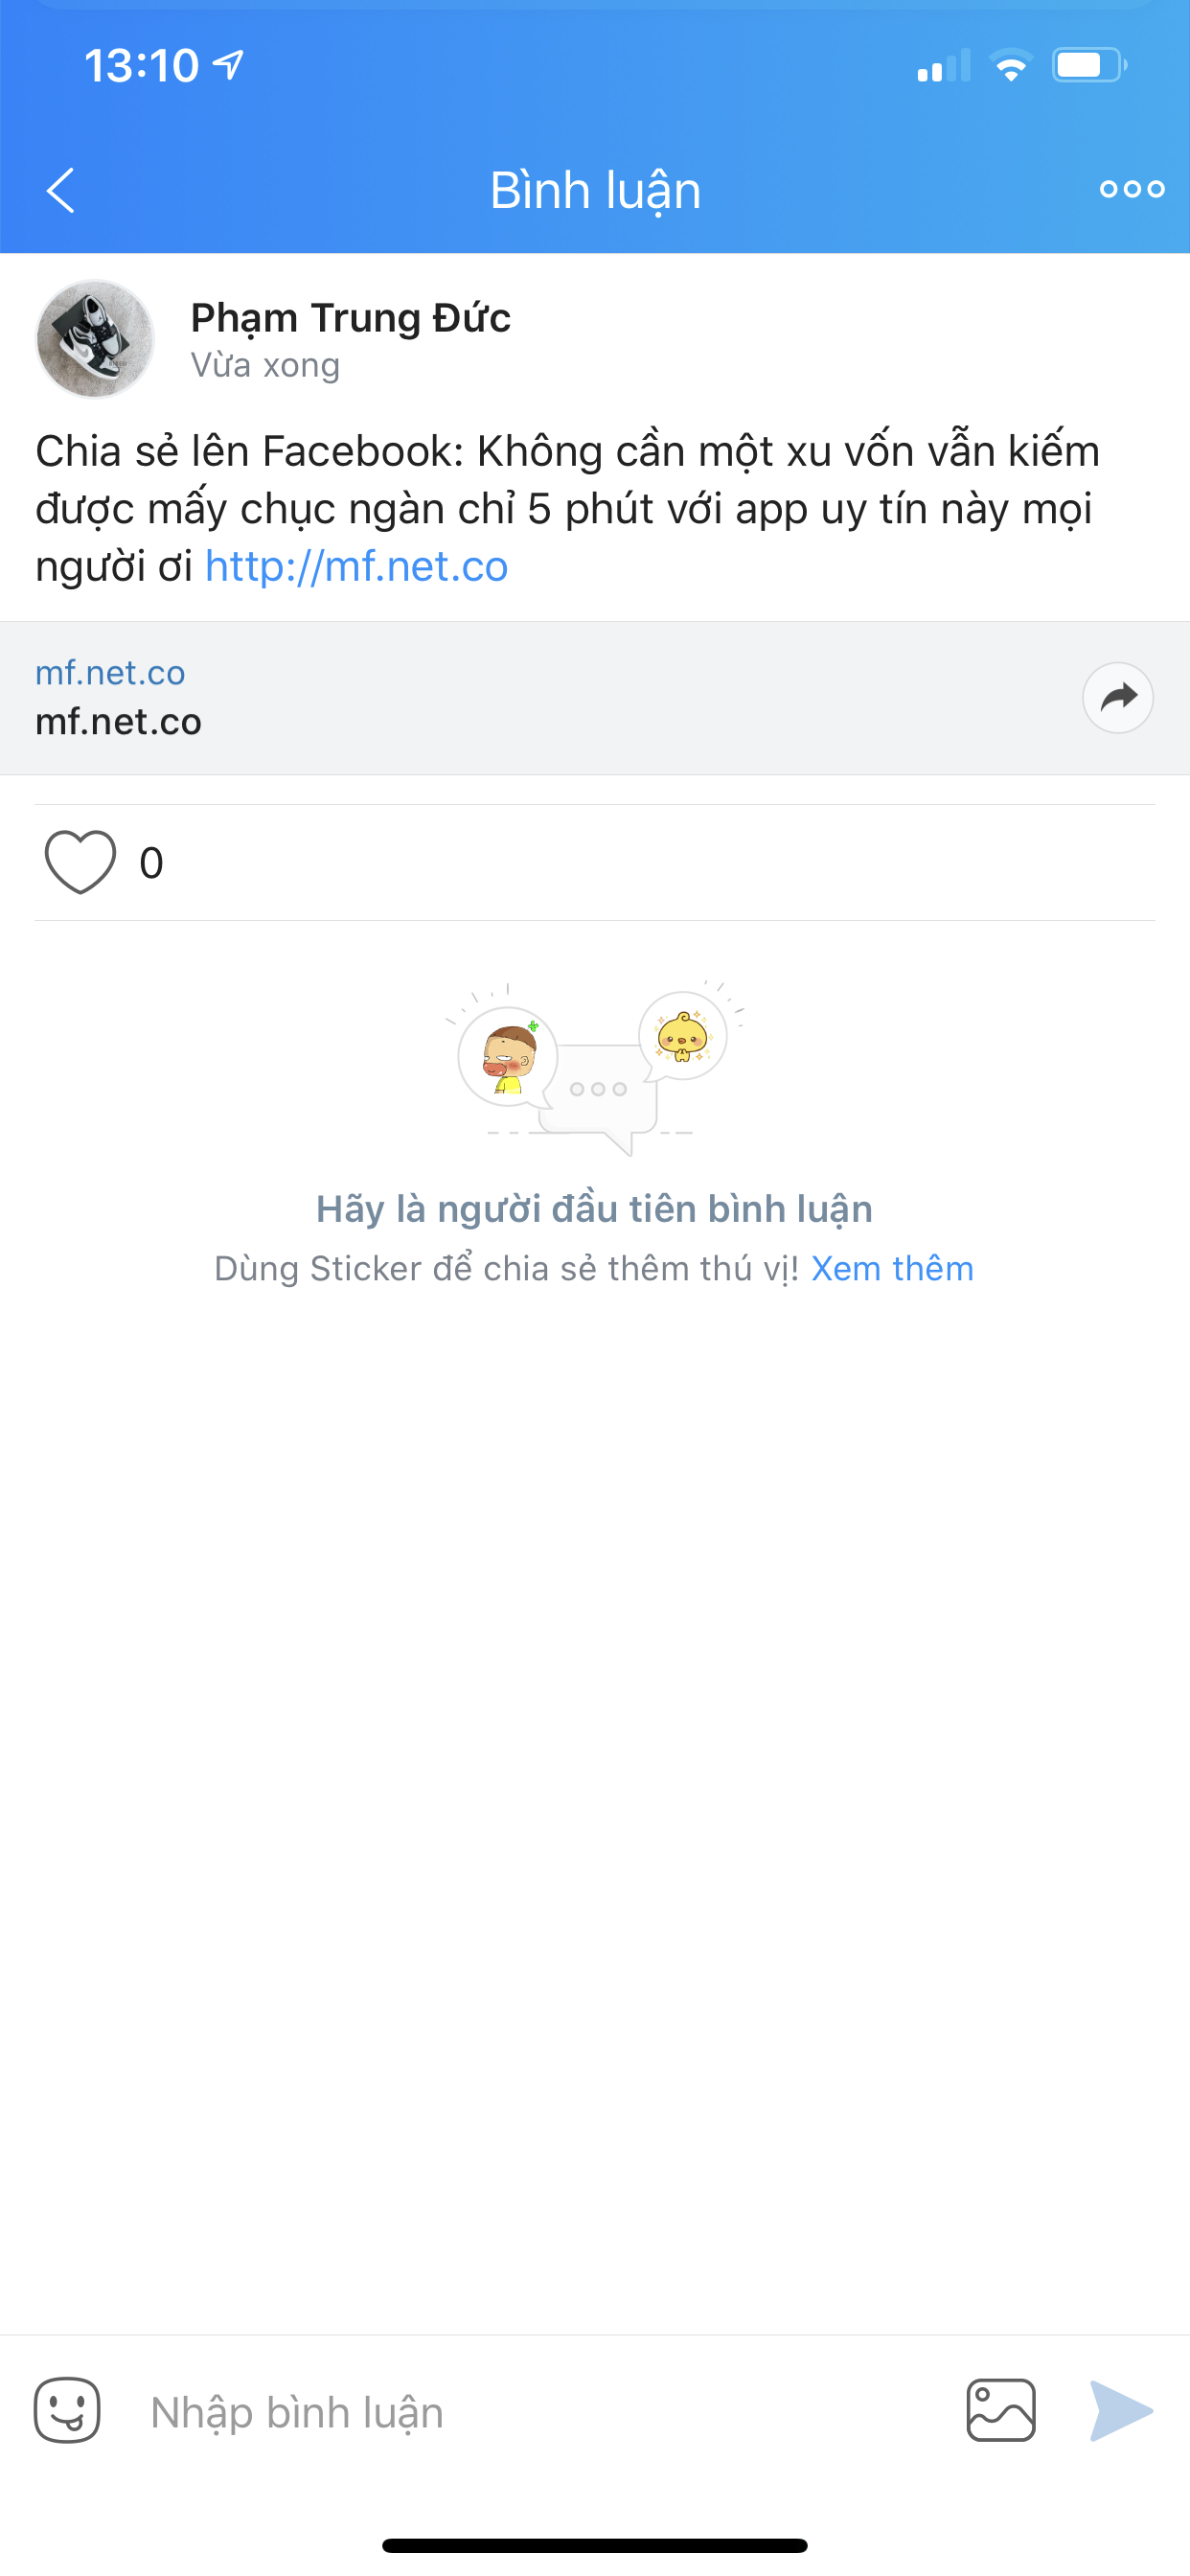 13:10
Bình luận
Phạm Trung Đức
Vừa xong
Chia sẻ lên Facebook: Không cần một xu vốn vẫn kiếm
được mấy chục ngàn chỉ 5 phút với app uy tín này mọi
người ơi http://mf.net.co
mf.net.co
mf.net.co
0
Hãy là người đầu tiên bình luận
Dùng Sticker để chia sẻ thêm thú vị! Xem thêm
Nhập bình luận